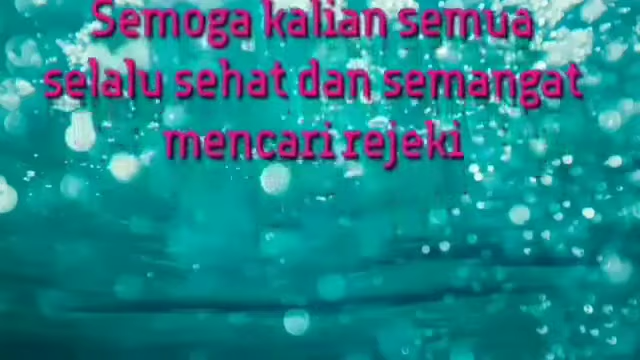 Semoga kalian semua
selalu sehat dan semangat
mencari rejeki